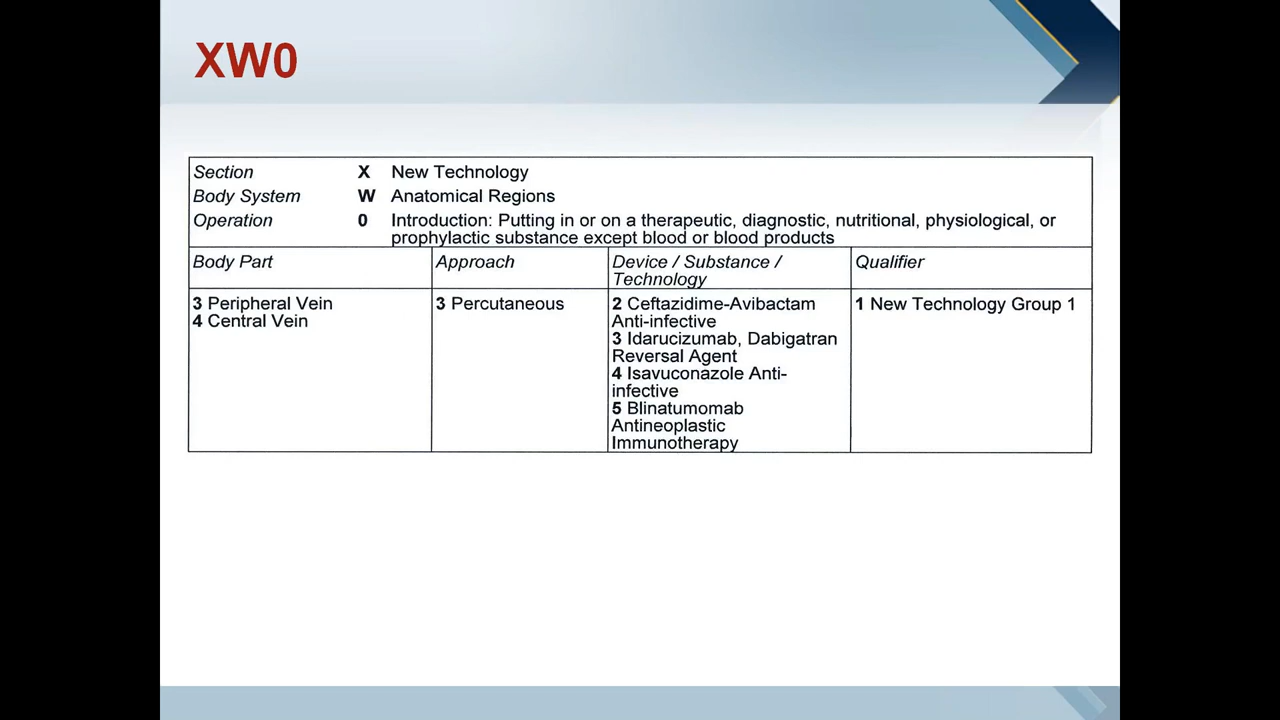 XW0
Section X New Technology
Body System W Anatomical Regions
Operation 0 Introduction: Putting in or on a therapeutic, diagnostic, nutritional, physiological, or
prophylactic substance except blood or blood products
Body Part
Approach
Device / Substance /
Technology
Qualifier
3 Peripheral Vein
4 Central Vein
3 Percutaneous
2 Ceftazidime-Avibactam
Anti-infective
3 Idarucizumab, Dabigatran
Reversal Agent
4 Isavuconazole Anti-
infective
5 Blinatumomab
Antineoplastic
Immunotherapy
1 New Technology Group 1